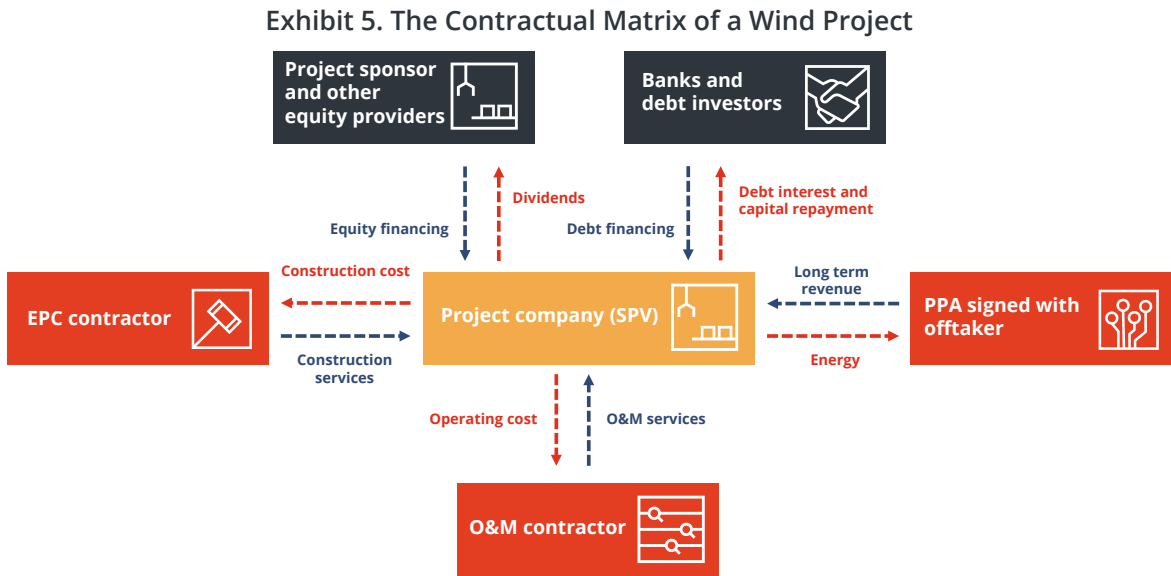 Exhibit 5. The Contractual Matrix of a Wind Project
Project sponsor
and other
equity providers
Banks and
debt investors
Dividends
Equity financing
Debt interest and
capital repayment
Debt financing
EPC contractor
Construction cost
Construction
services
Project company (SPV)
Long term
revenue
Energy
PPA signed with
offtaker
Operating cost
O&M services
O&M contractor